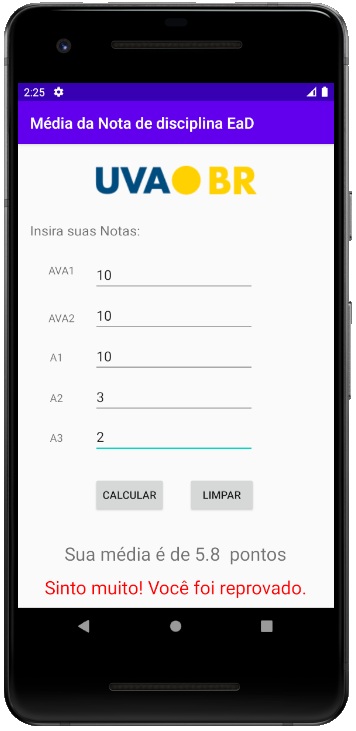 2:25
Média da Nota de disciplina EaD
UVA BR
Insira suas Notas:
AVA1 10
AVA2 10
A1 10
A2 3
A3 2
CALCULAR LIMPAR
Sua média é de 5.8 pontos
Sinto muito! Você foi reprovado.